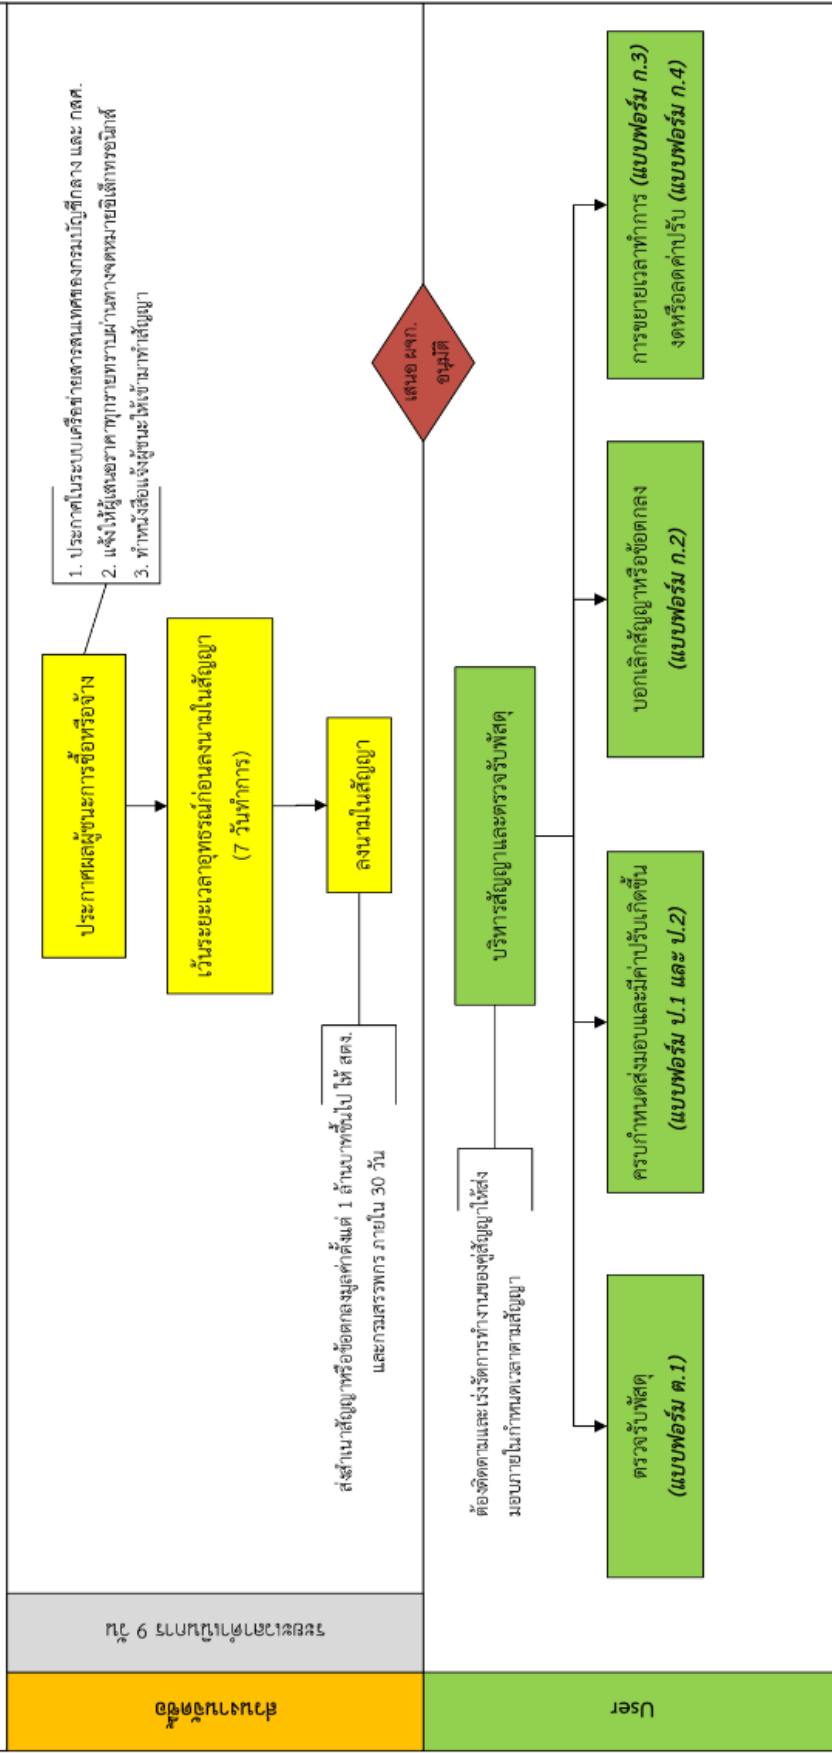 ส่วนงานจัดซื้อ
ระยะเวลาดำเนินการ 9 วัน
ประกาศผลผู้ชนะการซื้อหรือจ้าง
1. ประกาศในระบบเครือข่ายสารสนเทศของกรมบัญชีกลาง และ กสศ.
2. แจ้งให้ผู้เสนอราคาทุกรายทราบผ่านทางจดหมายอิเล็กทรอนิกส์
3. ทำหนังสือแจ้งผู้ชนะให้เข้ามาทำสัญญา
เว้นระยะเวลาอุทธรณ์ก่อนลงนามในสัญญา
(7 วันทำการ)
ลงนามในสัญญา
ส่งสำเนาสัญญาหรือข้อตกลงมูลค่าตั้งแต่ 1 ล้านบาทขึ้นไป ให้ สตง.
และกรมสรรพกร ภายใน 30 วัน
เสนอ ผจก.
อนุมัติ
User
บริหารสัญญาและตรวจรับพัสดุ
ต้องติดตามและเร่งรัดการทำงานของคู่สัญญาให้ส่ง
มอบภายในกำหนดเวลาตามสัญญา
ตรวจรับพัสดุ
(แบบฟอร์ม ต.1)
ครบกำหนดส่งมอบและมีค่าปรับเกิดขึ้น
(แบบฟอร์ม ป.1 และ ป.2)
บอกเลิกสัญญาหรือข้อตกลง
(แบบฟอร์ม ก.2)
การขยายเวลาทำการ (แบบฟอร์ม ก.3)
งดหรือลดค่าปรับ (แบบฟอร์ม ก.4)